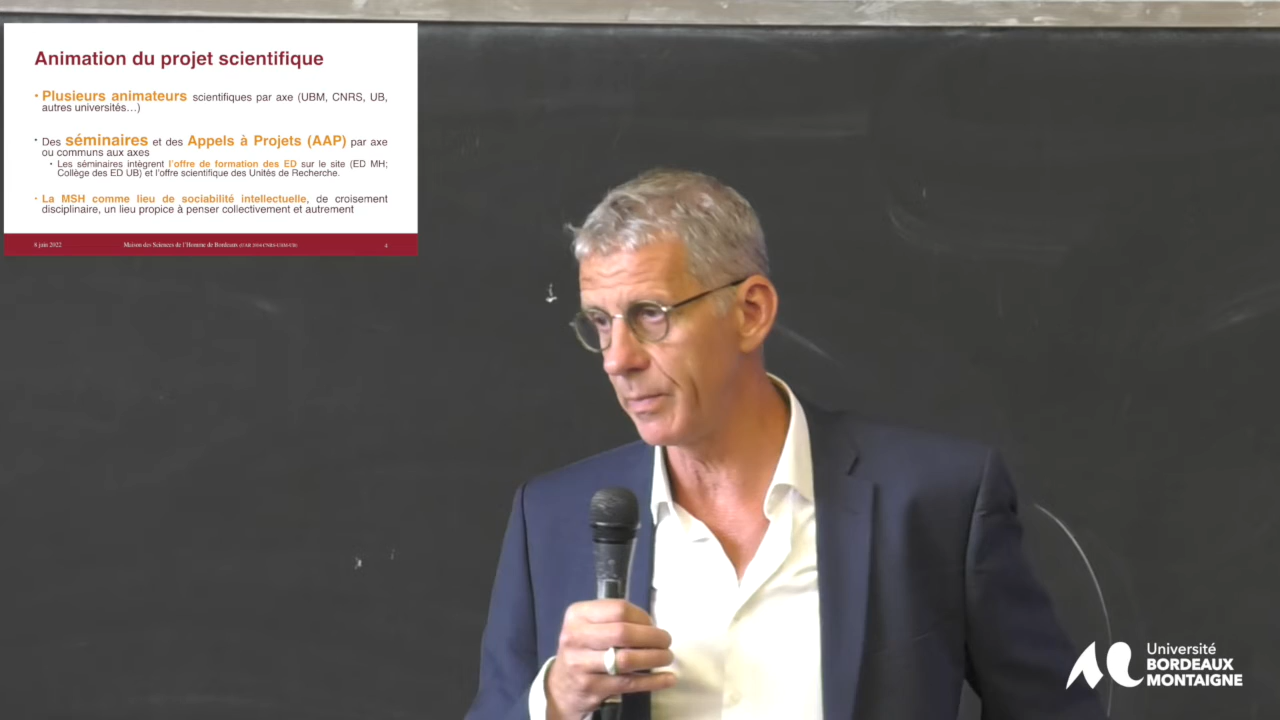 Animation du projet scientifique
• Plusieurs animateurs scientifiques par axe (UBM, CNRS, UB,
autres universités…)
• Des séminaires et des Appels à Projets (AAP) par axe
ou communs aux axes
• Les séminaires intègrent l'offre de formation des ED sur le site (ED MH;
Collège des ED UB) et l'offre scientifique des Unités de Recherche.
• La MSH comme lieu de sociabilité intellectuelle, de croisement
disciplinaire, un lieu propice à penser collectivement et autrement
8 juin 2022 Maison des Sciences de l'Homme de Bordeaux 4
Université
BORDEAUX
MONTAIGNE